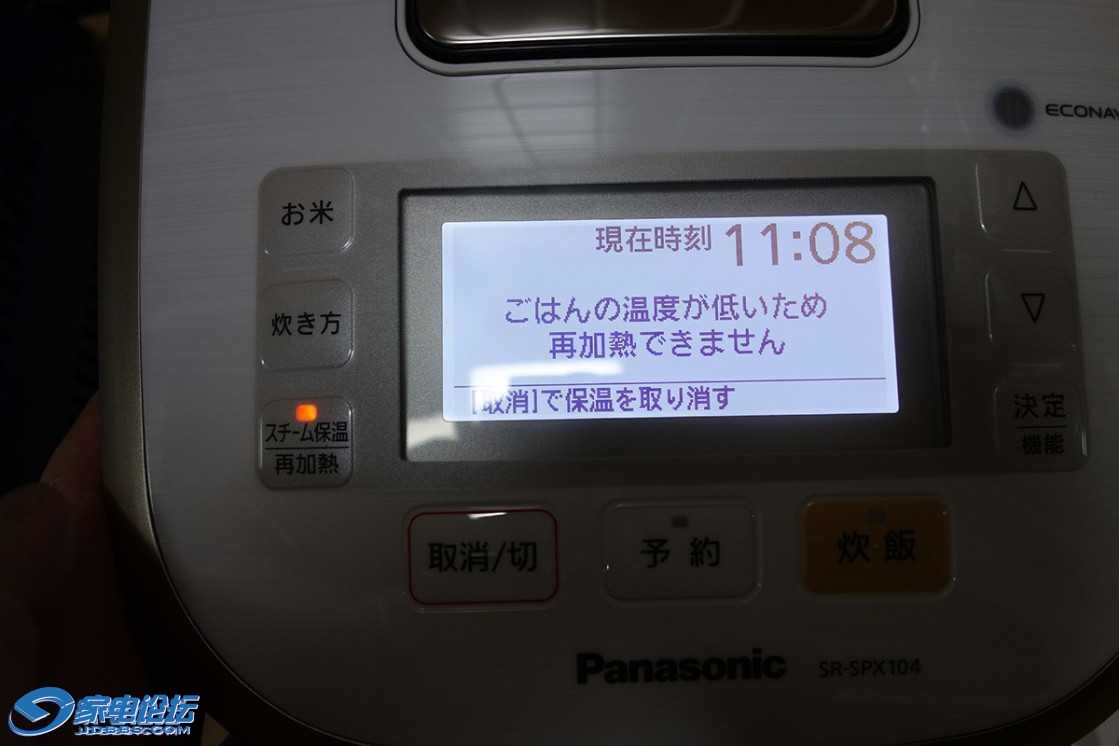 ECONAV
お米
△
現在時刻 11:08
ごはんの温度が低いため
再加熱できません
[取消]で保温を取り消す
炊き方
▽
スチーム保温
再加熱
決定
機能
取消/切
予約
炊飯
Panasonic
SR-SPX104
家电论坛
JDBBS.COM